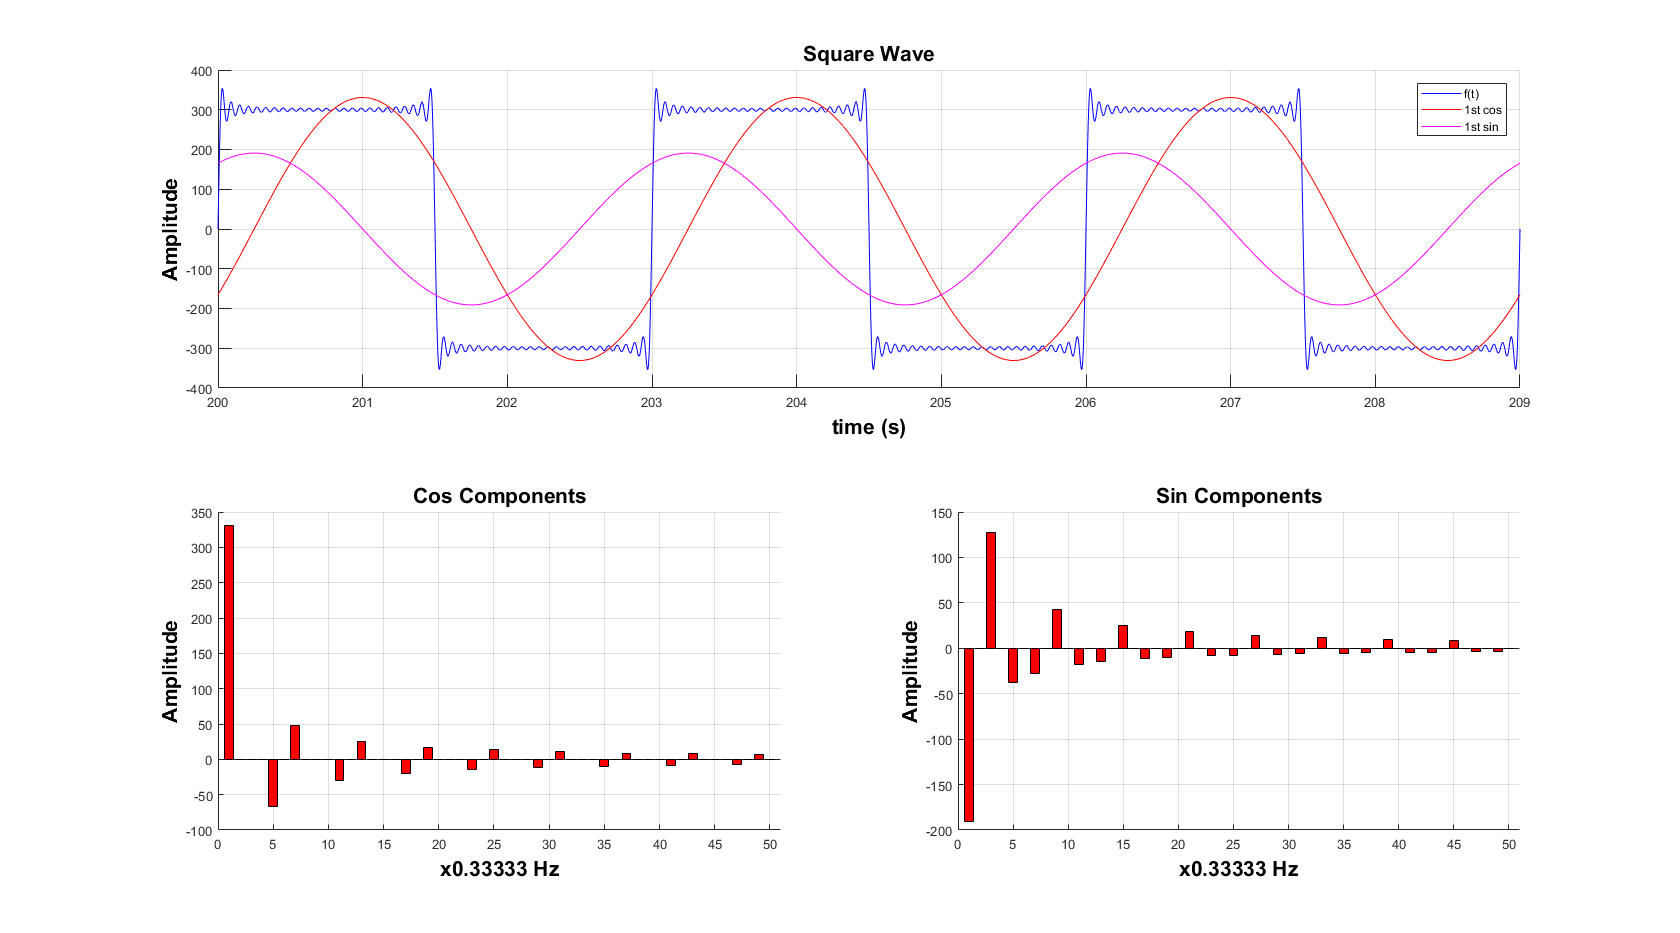 Square Wave
Amplitude
400
300
200
100
0
-100
-200
-300
-400
f(t)
1st cos
1st sin
200 201 202 203 204 205 206 207 208 209
time (s)
Cos Components
Amplitude
350
300
250
200
150
100
50
0
-50
-100
0 5 10 15 20 25 30 35 40 45 50
x0.33333 Hz
Sin Components
Amplitude
150
100
50
0
-50
-100
-150
-200
0 5 10 15 20 25 30 35 40 45 50
x0.33333 Hz